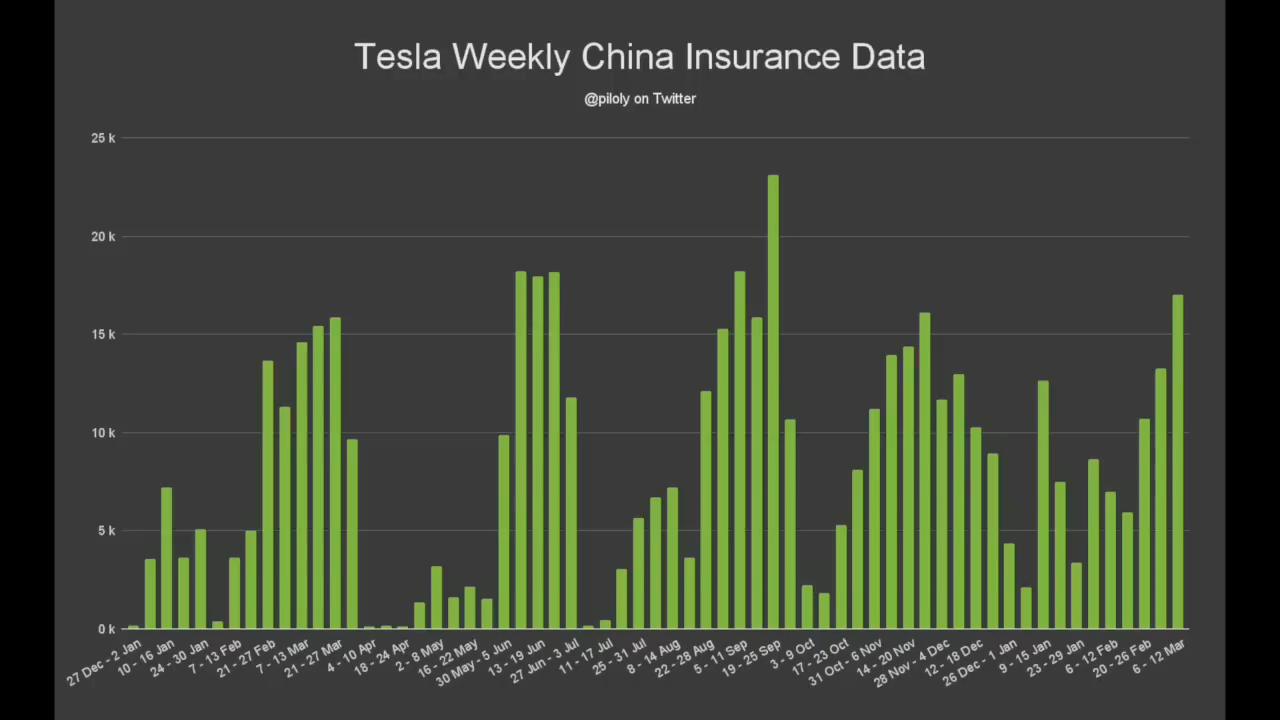 Tesla Weekly China Insurance Data
@piloly on Twitter
25 k
20 k
15 k
10 k
5 k
0 k
27 Dec - 2 Jan
10 - 16 Jan
24 - 30 Jan
7 - 13 Feb
21 - 27 Feb
7 - 13 Mar
21 - 27 Mar
4 - 10 Apr
18 - 24 Apr
2 - 8 May
16 - 22 May
30 May - 5 Jun
13 - 19 Jun
27 Jun - 3 Jul
11 - 17 Jul
25 - 31 Jul
8 - 14 Aug
22 - 28 Aug
5 - 11 Sep
19 - 25 Sep
3 - 9 Oct
17 - 23 Oct
31 Oct - 6 Nov
14 - 20 Nov
28 Nov - 4 Dec
12 - 18 Dec
26 Dec - 1 Jan
9 - 15 Jan
23 - 29 Jan
6 - 12 Feb
20 - 26 Feb
6 - 12 Mar